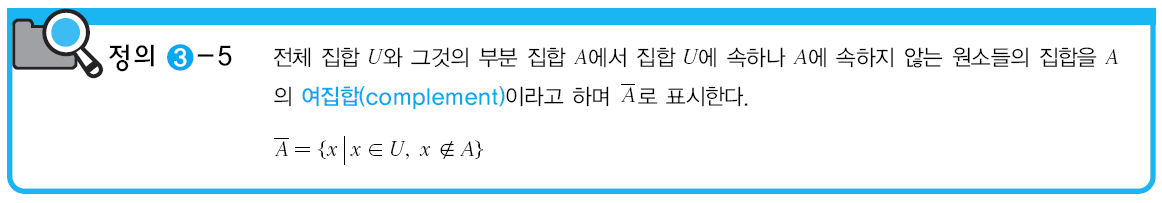 정의 3-5 전체 집합 U와 그것의 부분 집합 A에서 집합 U에 속하나 A에 속하지 않는 원소들의 집합을 A
의 여집합(complement)이라고 하며 A̅로 표시한다.
A̅ = {x | x ∈ U, x ∉ A}